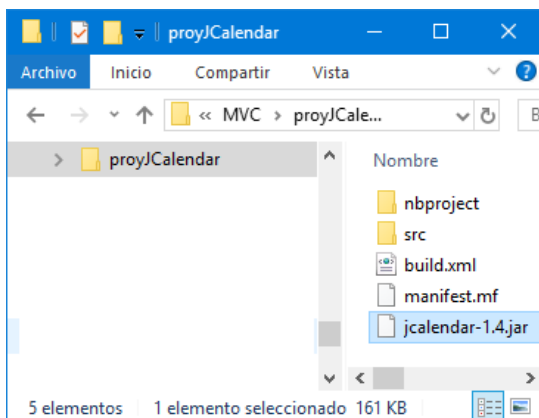 proyJCalendar
Archivo Inicio Compartir Vista
« MVC > proyJCale... B
proyJCalendar
Nombre
nbproject
src
build.xml
manifest.mf
jcalendar-1.4.jar
5 elementos 1 elemento seleccionado 161 KB